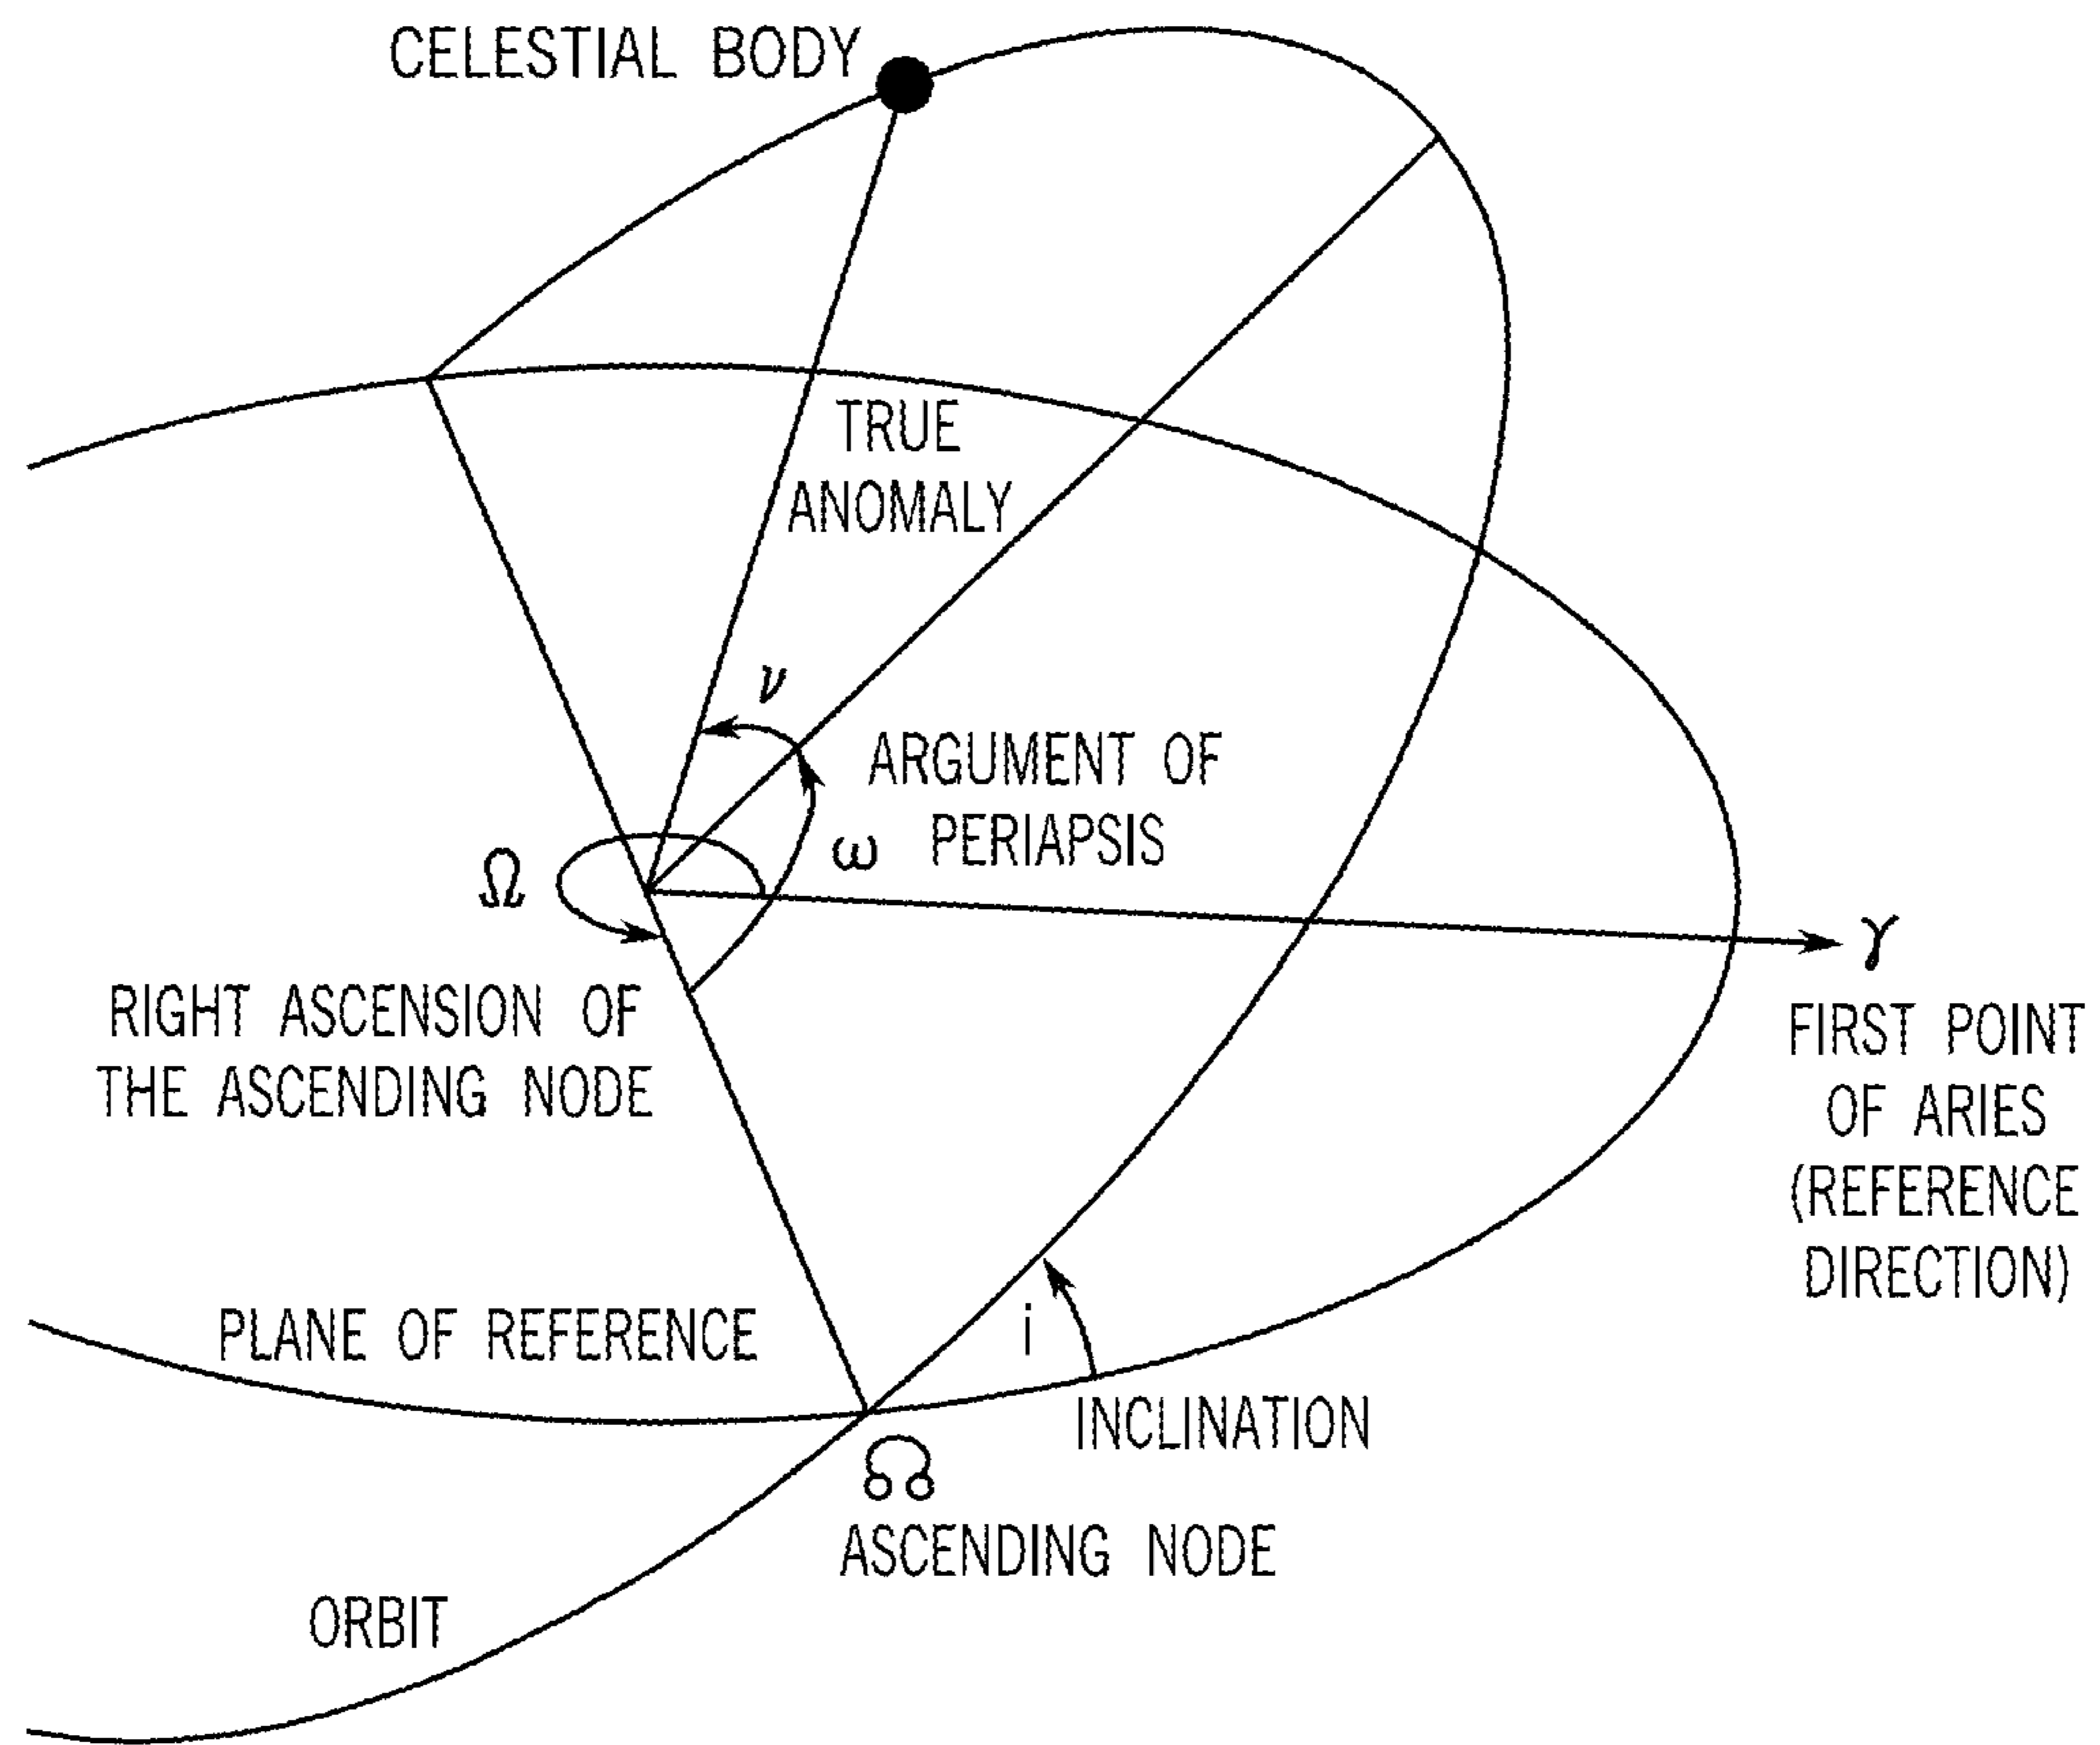 CELESTIAL BODY
TRUE
ANOMALY
ν
ARGUMENT OF
PERIAPSIS
ω
Ω
γ
RIGHT ASCENSION OF
THE ASCENDING NODE
FIRST POINT
OF ARIES
(REFERENCE
DIRECTION)
PLANE OF REFERENCE
i
INCLINATION
☊
ASCENDING NODE
ORBIT